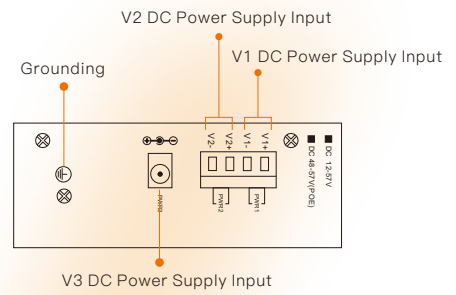 V2 DC Power Supply Input
V1 DC Power Supply Input
Grounding
V2-
V2+
V1-
V1+
DC 12-57V
DC 48-57V(POE)
PWR3
PWR2
PWR1
V3 DC Power Supply Input